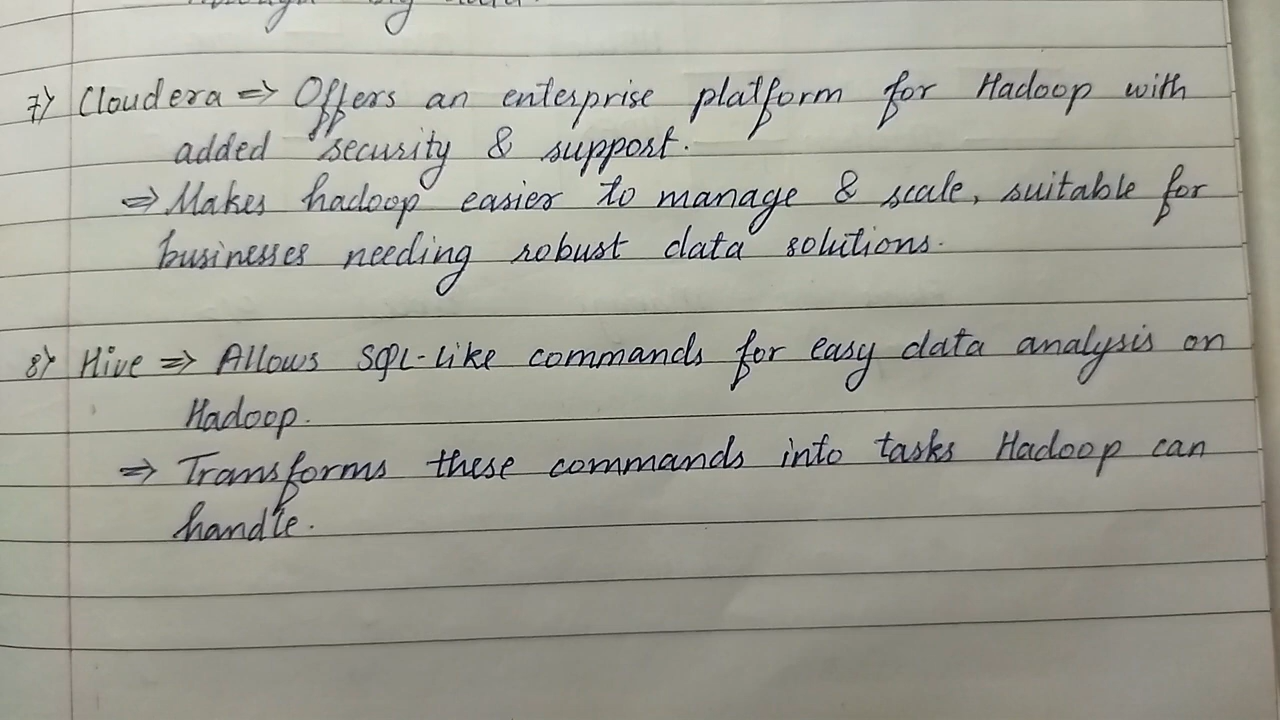 7) Cloudera => Offers an enterprise platform for Hadoop with
added security & support.
=> Makes hadoop easier to manage & scale, suitable for
businesses needing robust data solutions.
8) Hive => Allows SQL-like commands for easy data analysis on
Hadoop.
=> Transforms these commands into tasks Hadoop can
handle.